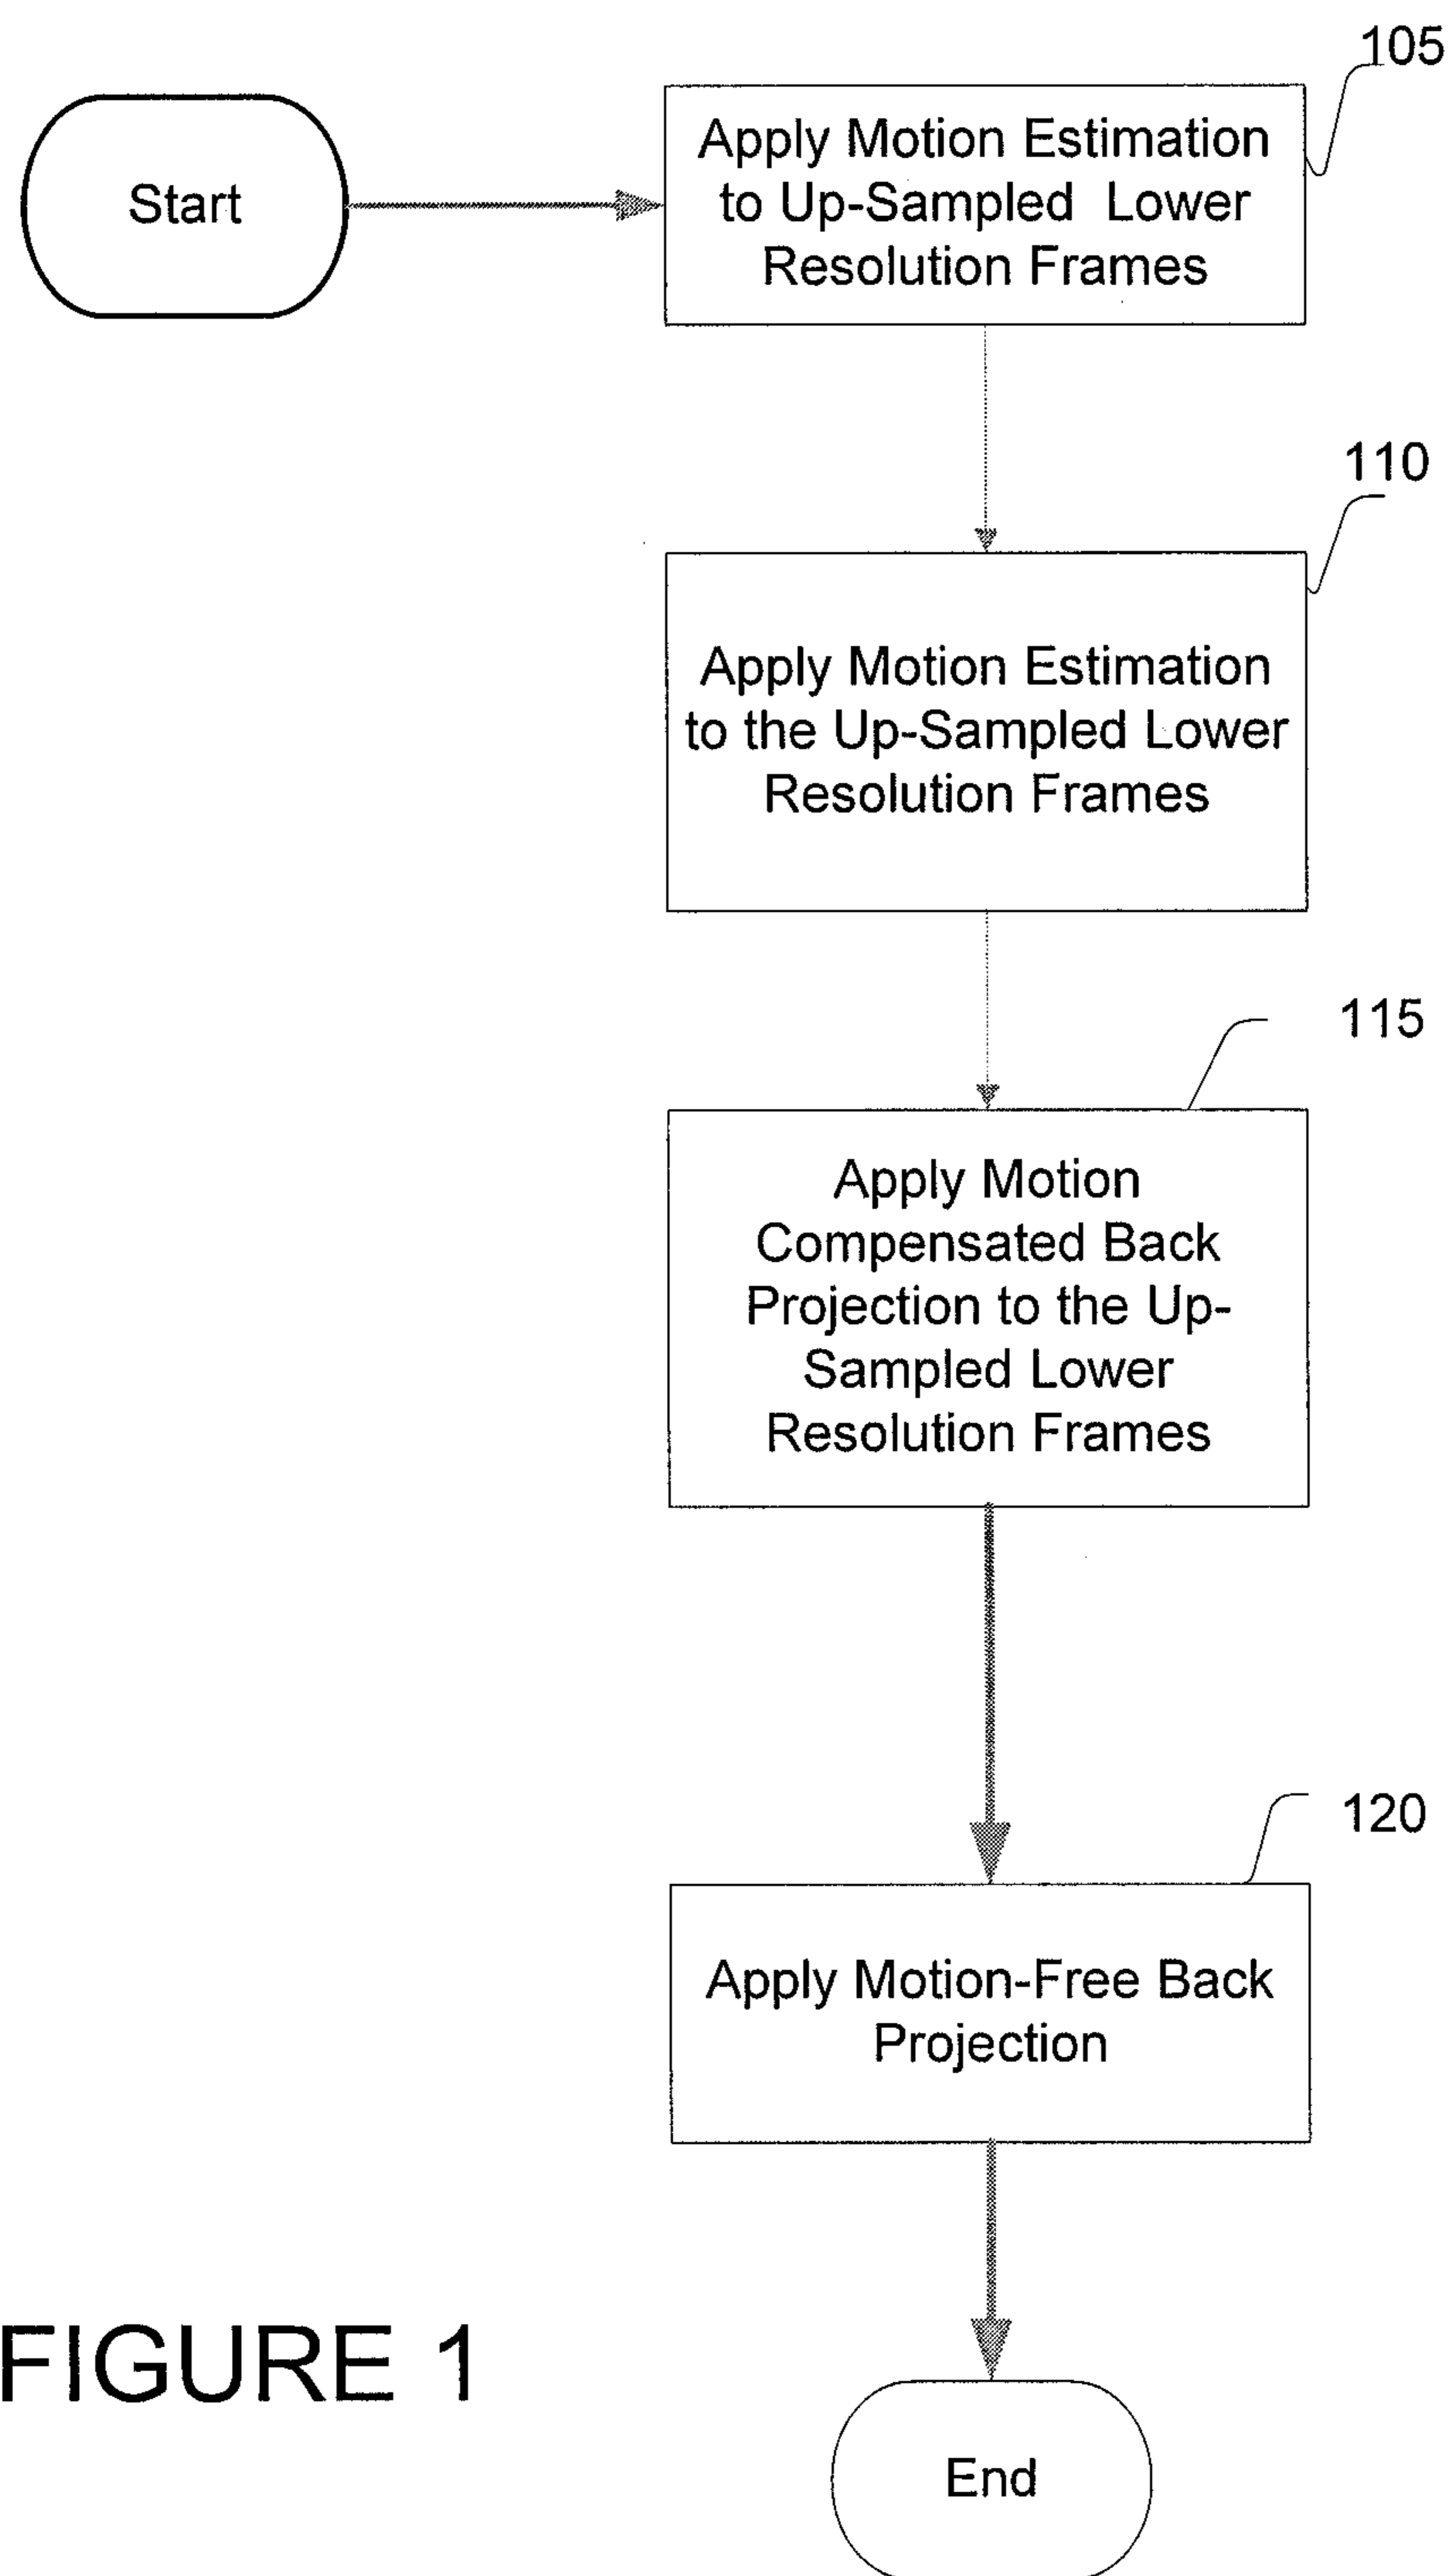 105
Start
Apply Motion Estimation
to Up-Sampled Lower
Resolution Frames
110
Apply Motion Estimation
to the Up-Sampled Lower
Resolution Frames
115
Apply Motion
Compensated Back
Projection to the Up-
Sampled Lower
Resolution Frames
120
Apply Motion-Free Back
Projection
End
FIGURE 1